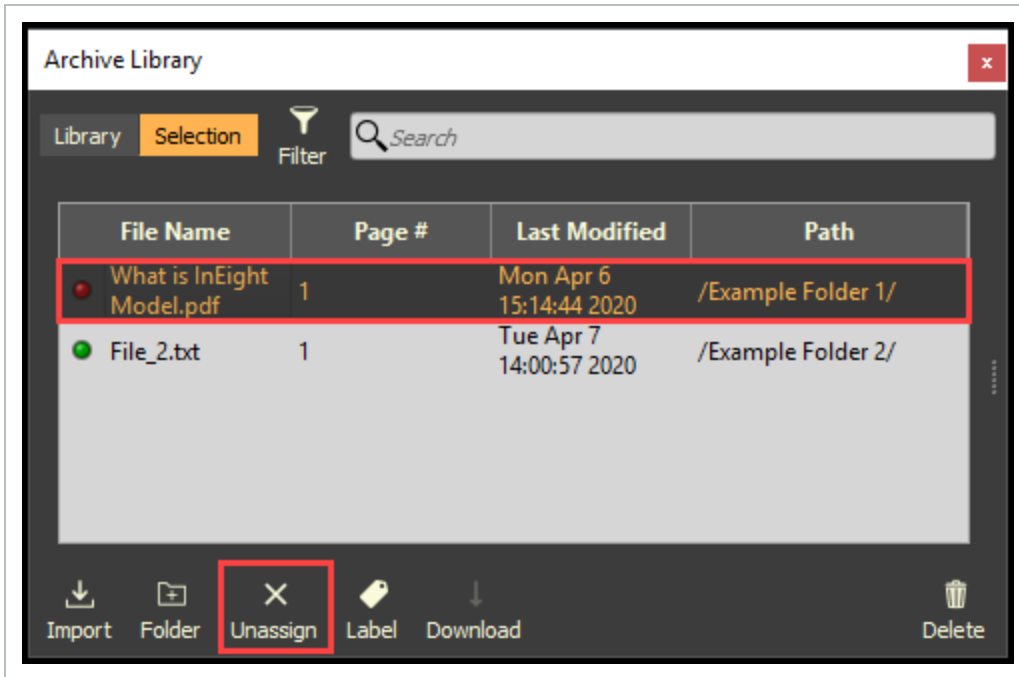 Archive Library
x
Library Selection Filter Search
File Name Page # Last Modified Path
What is InEight Mon Apr 6
Model.pdf 1 15:14:44 2020 /Example Folder 1/
File_2.txt 1 Tue Apr 7 /Example Folder 2/
14:00:57 2020
Import Folder Unassign Label Download Delete